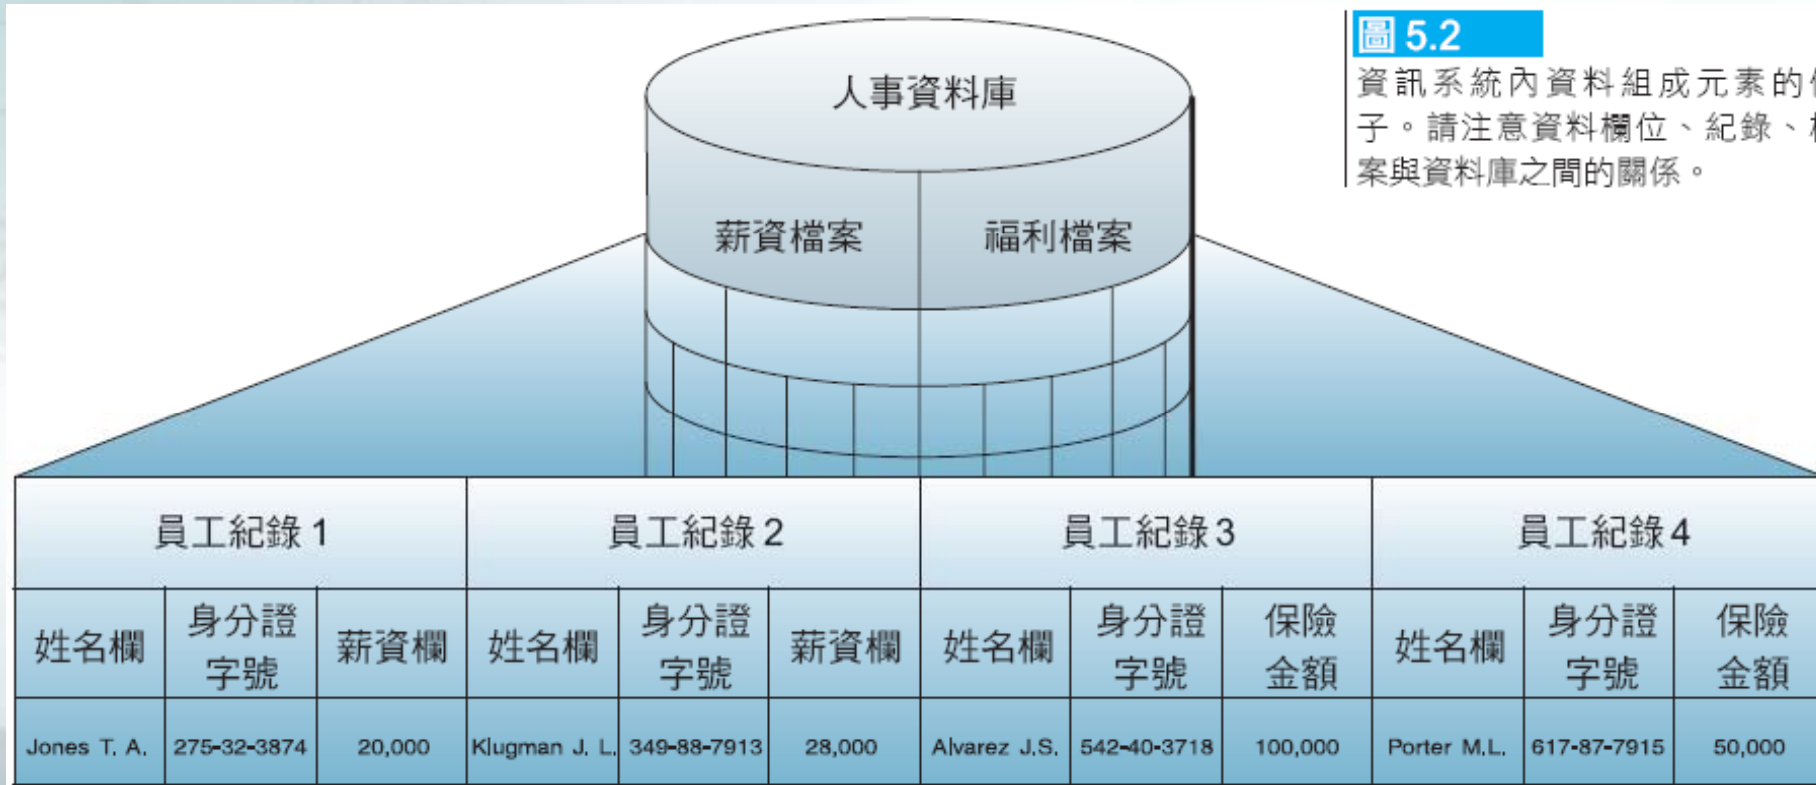 圖 5.2
資訊系統內資料組成元素的
子。請注意資料欄位、紀錄、
案與資料庫之間的關係。
人事資料庫
薪資檔案 福利檔案
員工紀錄 1 員工紀錄 2 員工紀錄 3 員工紀錄 4
姓名欄 身分證字號 薪資欄 姓名欄 身分證字號 薪資欄 姓名欄 身分證字號 保險金額 姓名欄 身分證字號 保險金額
Jones T. A. 275-32-3874 20,000 Klugman J. L. 349-88-7913 28,000 Alvarez J.S. 542-40-3718 100,000 Porter M.L. 617-87-7915 50,000